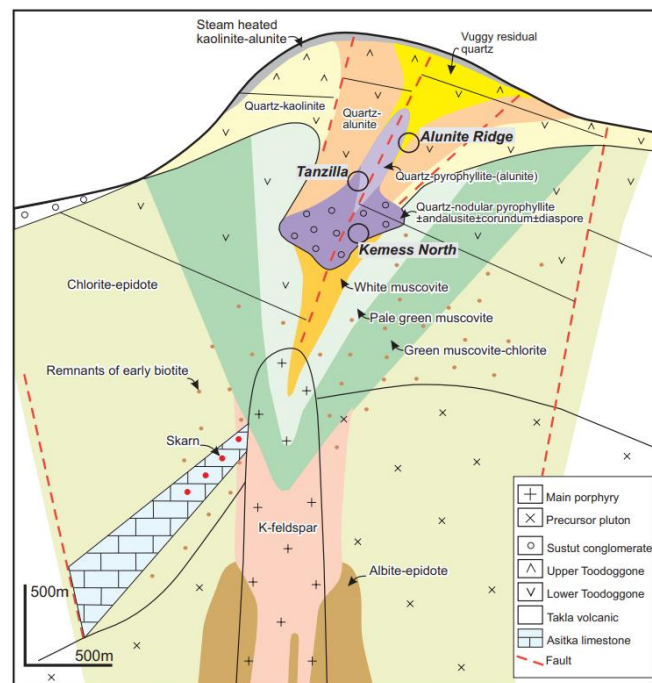 Steam heated
kaolinite-alunite
Vuggy residual
quartz
Quartz-kaolinite
Quartz-
alunite
Alunite Ridge
Tanzilla
Quartz-pyrophyllite-(alunite)
Quartz-nodular pyrophyllite
±andalusite±corundum±diaspore
Kemess North
Chlorite-epidote
White muscovite
Pale green muscovite
Green muscovite-chlorite
Remnants of early biotite
Skarn
K-feldspar
Albite-epidote
500m
500m
Main porphyry
Precursor pluton
Sustut conglomerate
Upper Toodoggone
Lower Toodoggone
Takla volcanic
Asitka limestone
Fault